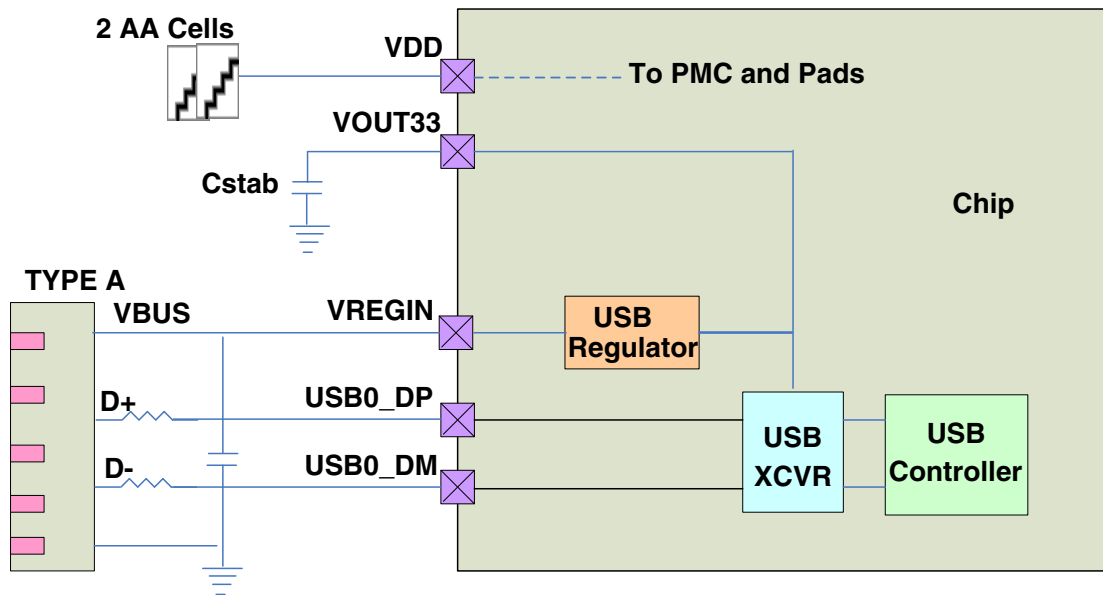 2 AA Cells
VDD
To PMC and Pads
VOUT33
Cstab
Chip
TYPE A
VBUS
VREGIN
USB
Regulator
D+
USB0_DP
D-
USB0_DM
USB
XCVR
USB
Controller